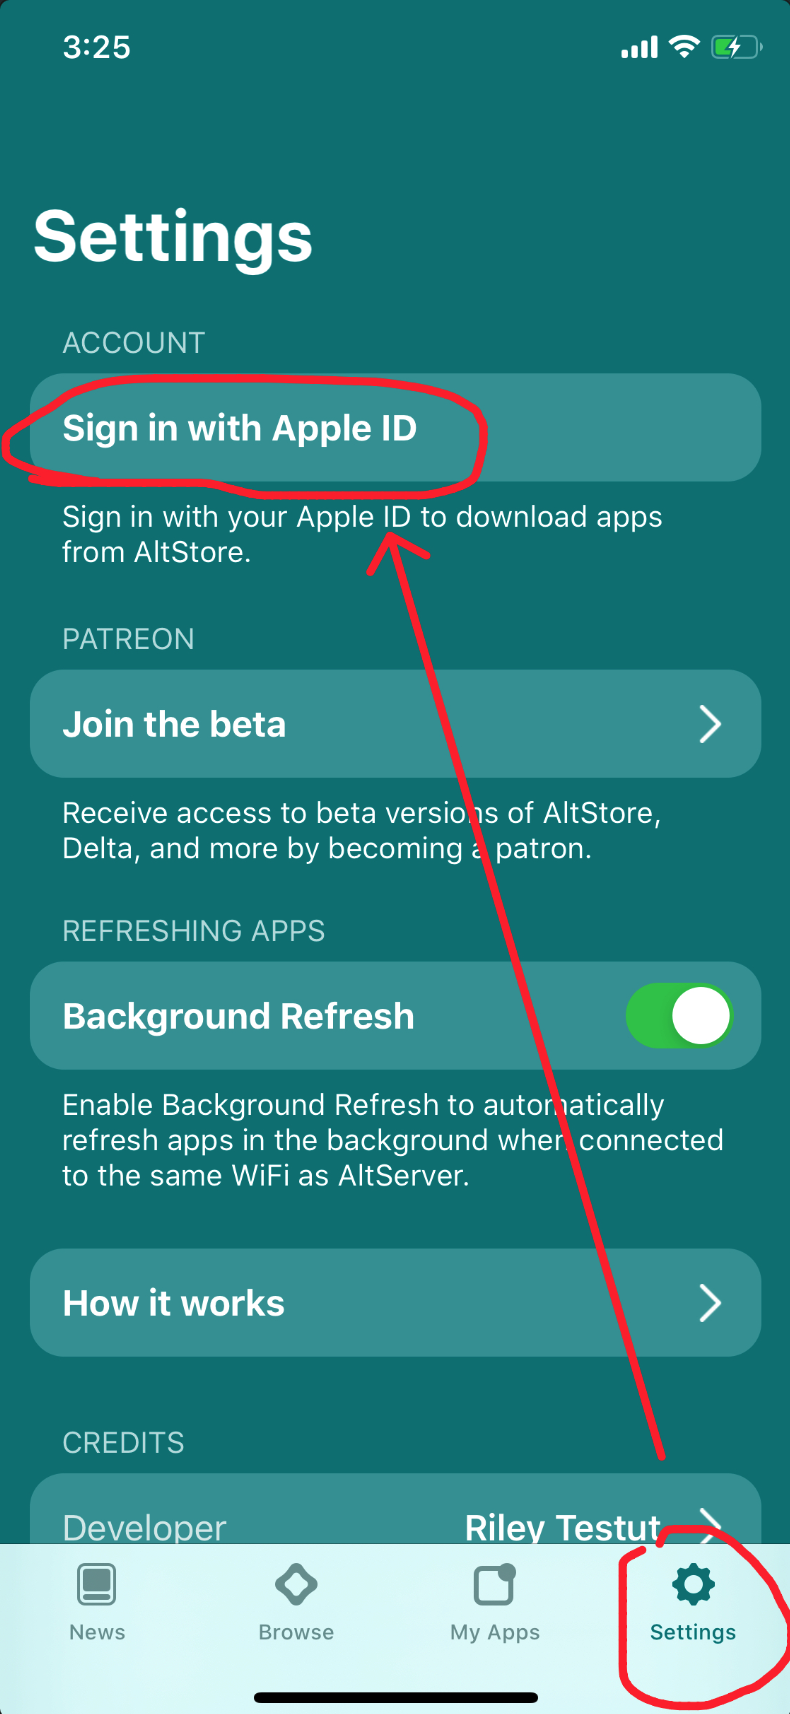 3:25
Settings
ACCOUNT
Sign in with Apple ID
Sign in with your Apple ID to download apps
from AltStore.
PATREON
Join the beta
Receive access to beta versions of AltStore,
Delta, and more by becoming a patron.
REFRESHING APPS
Background Refresh
Enable Background Refresh to automatically
refresh apps in the background when connected
to the same WiFi as AltServer.
How it works
CREDITS
Developer Riley Testut
News Browse My Apps Settings